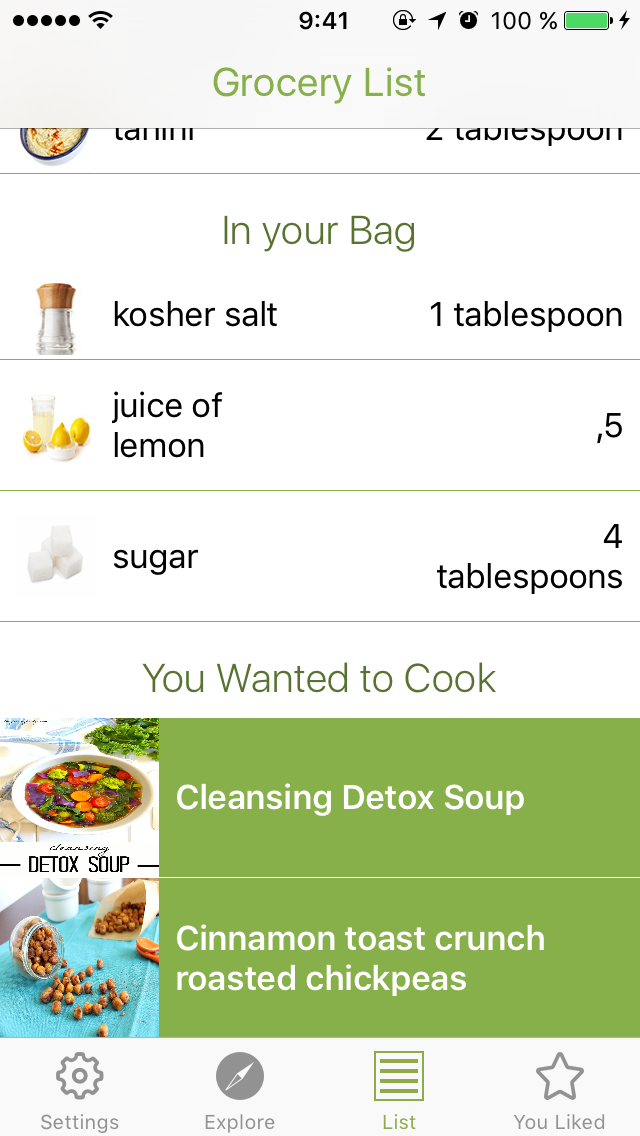 9:41
100 %
Grocery List
tahini
2 tablespoon
In your Bag
kosher salt
1 tablespoon
juice of
lemon
,5
sugar
4
tablespoons
You Wanted to Cook
cleansing
DETOX SOUP
Cleansing Detox Soup
Cinnamon toast crunch
roasted chickpeas
Settings
Explore
List
You Liked